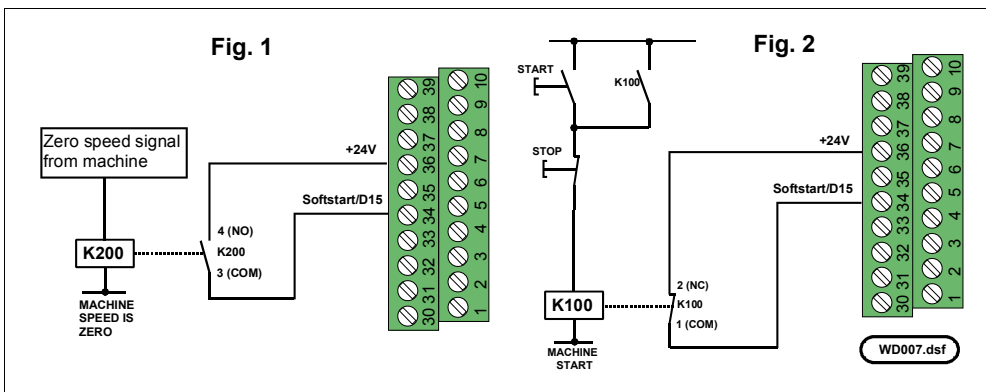 Fig. 1
Zero speed signal
from machine
+24V
Softstart/D15
4 (NO)
K200
K200
3 (COM)
MACHINE
SPEED IS
ZERO
39
38
37
36
35
34
33
32
31
30
10
9
8
7
6
5
4
3
2
1
Fig. 2
START
K100
STOP
+24V
Softstart/D15
2 (NC)
K100
K100
1 (COM)
MACHINE
START
39
38
37
36
35
34
33
32
31
30
10
9
8
7
6
5
4
3
2
1
WD007.dsf